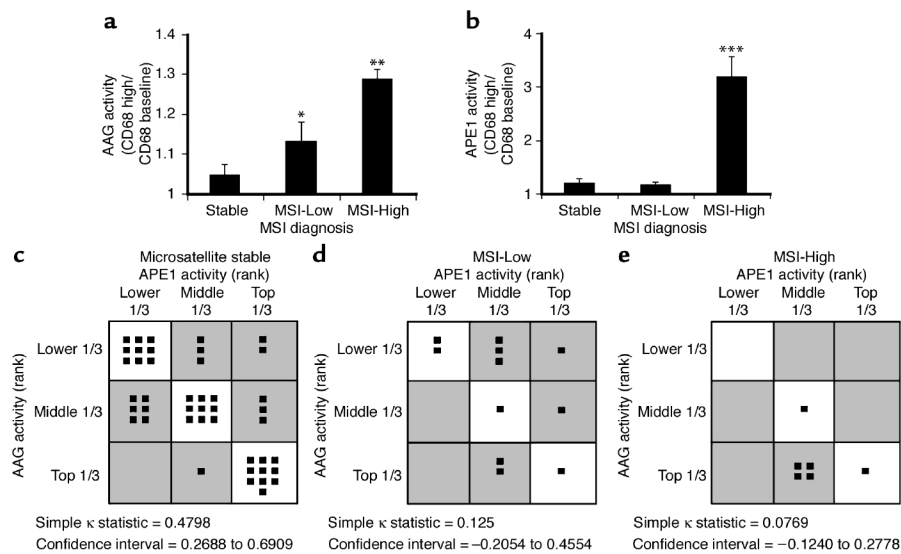 a
AAG activity
(CD68 high/
CD68 baseline)
1.4
1.3
1.2
1.1
1
*
**
Stable
MSI-Low
MSI-High
MSI diagnosis
b
APE1 activity
(CD68 high/
CD68 baseline)
4
3
2
1
***
Stable
MSI-Low
MSI-High
MSI diagnosis
c
Microsatellite stable
APE1 activity (rank)
Lower Middle Top
1/3 1/3 1/3
AAG activity (rank)
Lower 1/3
Middle 1/3
Top 1/3
Simple κ statistic = 0.4798
Confidence interval = 0.2688 to 0.6909
d
MSI-Low
APE1 activity (rank)
Lower Middle Top
1/3 1/3 1/3
AAG activity (rank)
Lower 1/3
Middle 1/3
Top 1/3
Simple κ statistic = 0.125
Confidence interval = −0.2054 to 0.4554
e
MSI-High
APE1 activity (rank)
Lower Middle Top
1/3 1/3 1/3
AAG activity (rank)
Lower 1/3
Middle 1/3
Top 1/3
Simple κ statistic = 0.0769
Confidence interval = −0.1240 to 0.2778